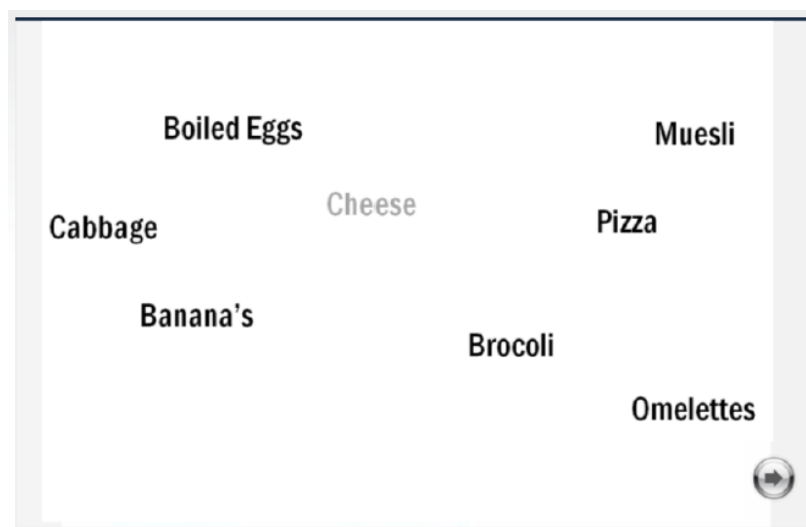 Boiled Eggs
Muesli
Cheese
Cabbage
Pizza
Banana’s
Brocoli
Omelettes